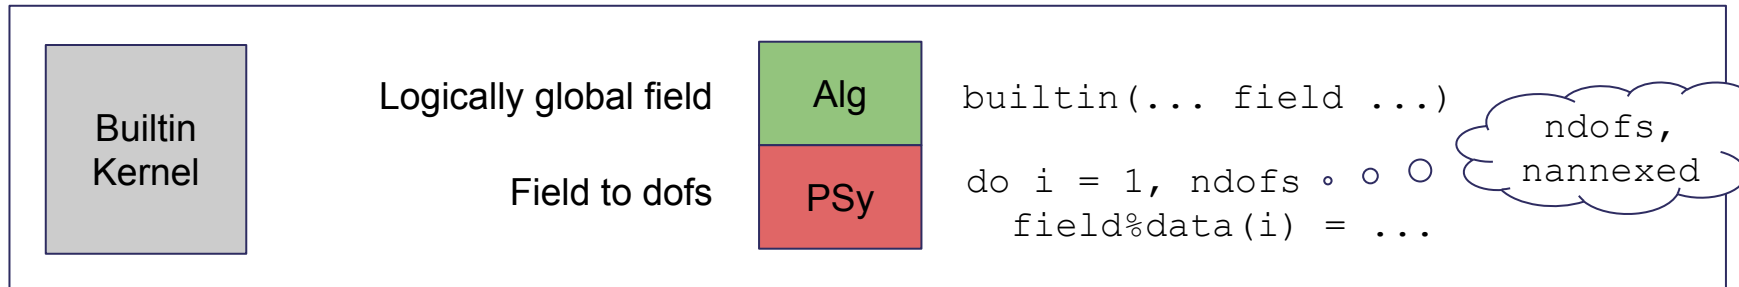 Builtin
Kernel
Logically global field
Alg
builtin(... field ...)
Field to dofs
PSy
do i = 1, ndofs
field%data(i) = ...
ndofs,
nannexed